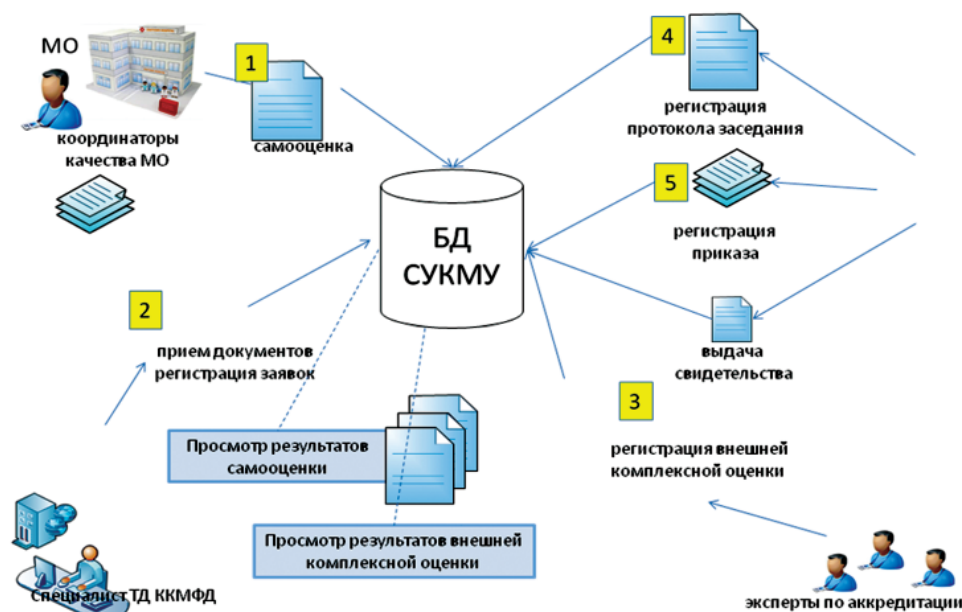 МО
координаторы
качества МО
1
самооценка
4
регистрация
протокола заседания
5
регистрация
приказа
БД
СУКМУ
2
прием документов
регистрация заявок
выдача
свидетельства
3
регистрация внешней
комплексной оценки
Просмотр результатов
самооценки
Просмотр результатов внешней
комплексной оценки
Специалист ТД ККМФД
эксперты по аккредитации